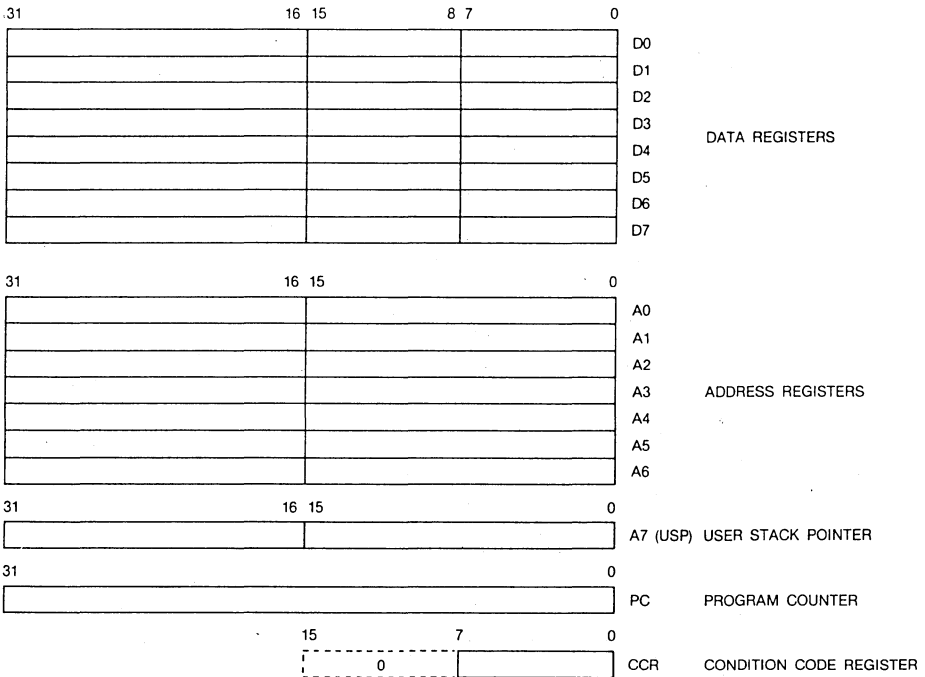 31 16 15 8 7 0
D0
D1
D2
D3
D4
D5
D6
D7
DATA REGISTERS
31 16 15 0
A0
A1
A2
A3
A4
A5
A6
ADDRESS REGISTERS
31 16 15 0
A7 (USP) USER STACK POINTER
31 0
PC PROGRAM COUNTER
15 7 0
0 CCR CONDITION CODE REGISTER